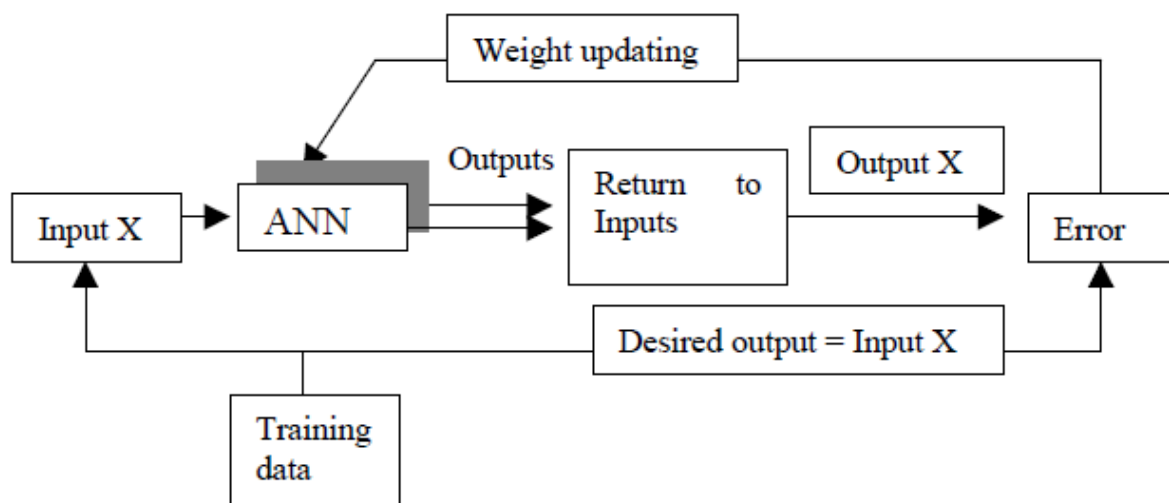 Weight updating
Outputs
Output X
Return to
Inputs
Input X
ANN
Error
Desired output = Input X
Training
data